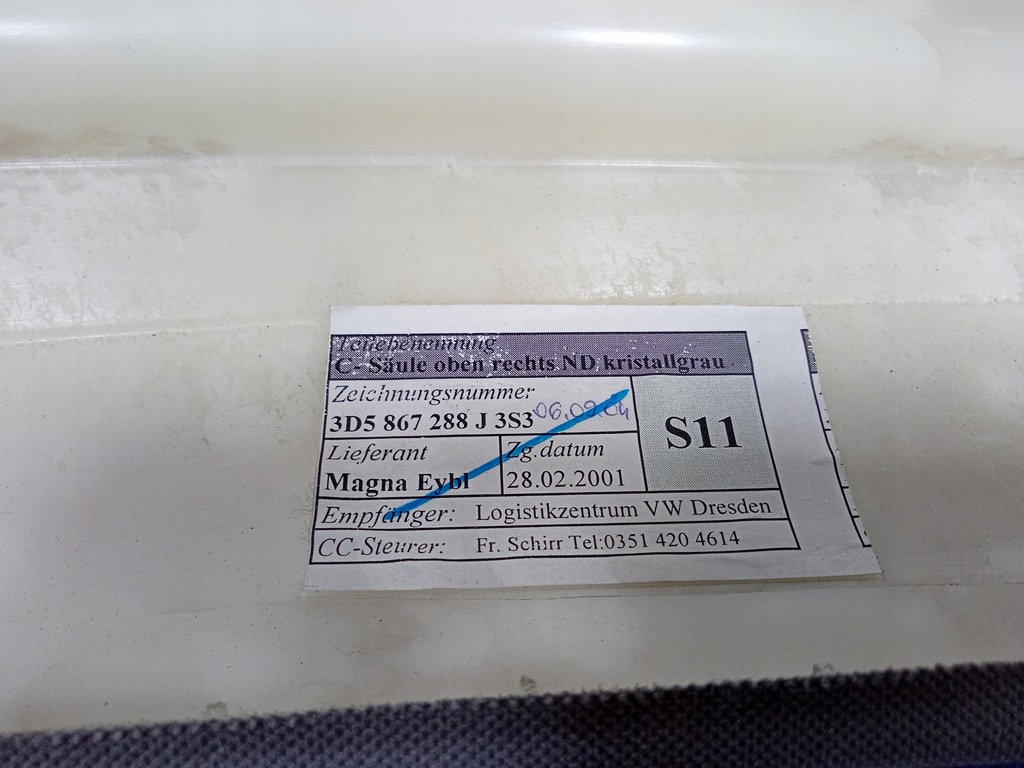 Teilebenennung
C- Säule oben rechts ND kristallgrau
Zeichnungsnummer
3D5 867 288 J 3S3 06.09.04
S11
Lieferant
Magna Eybl
Zg.datum
28.02.2001
Empfänger: Logistikzentrum VW Dresden
CC-Steurer: Fr. Schirr Tel:0351 420 4614